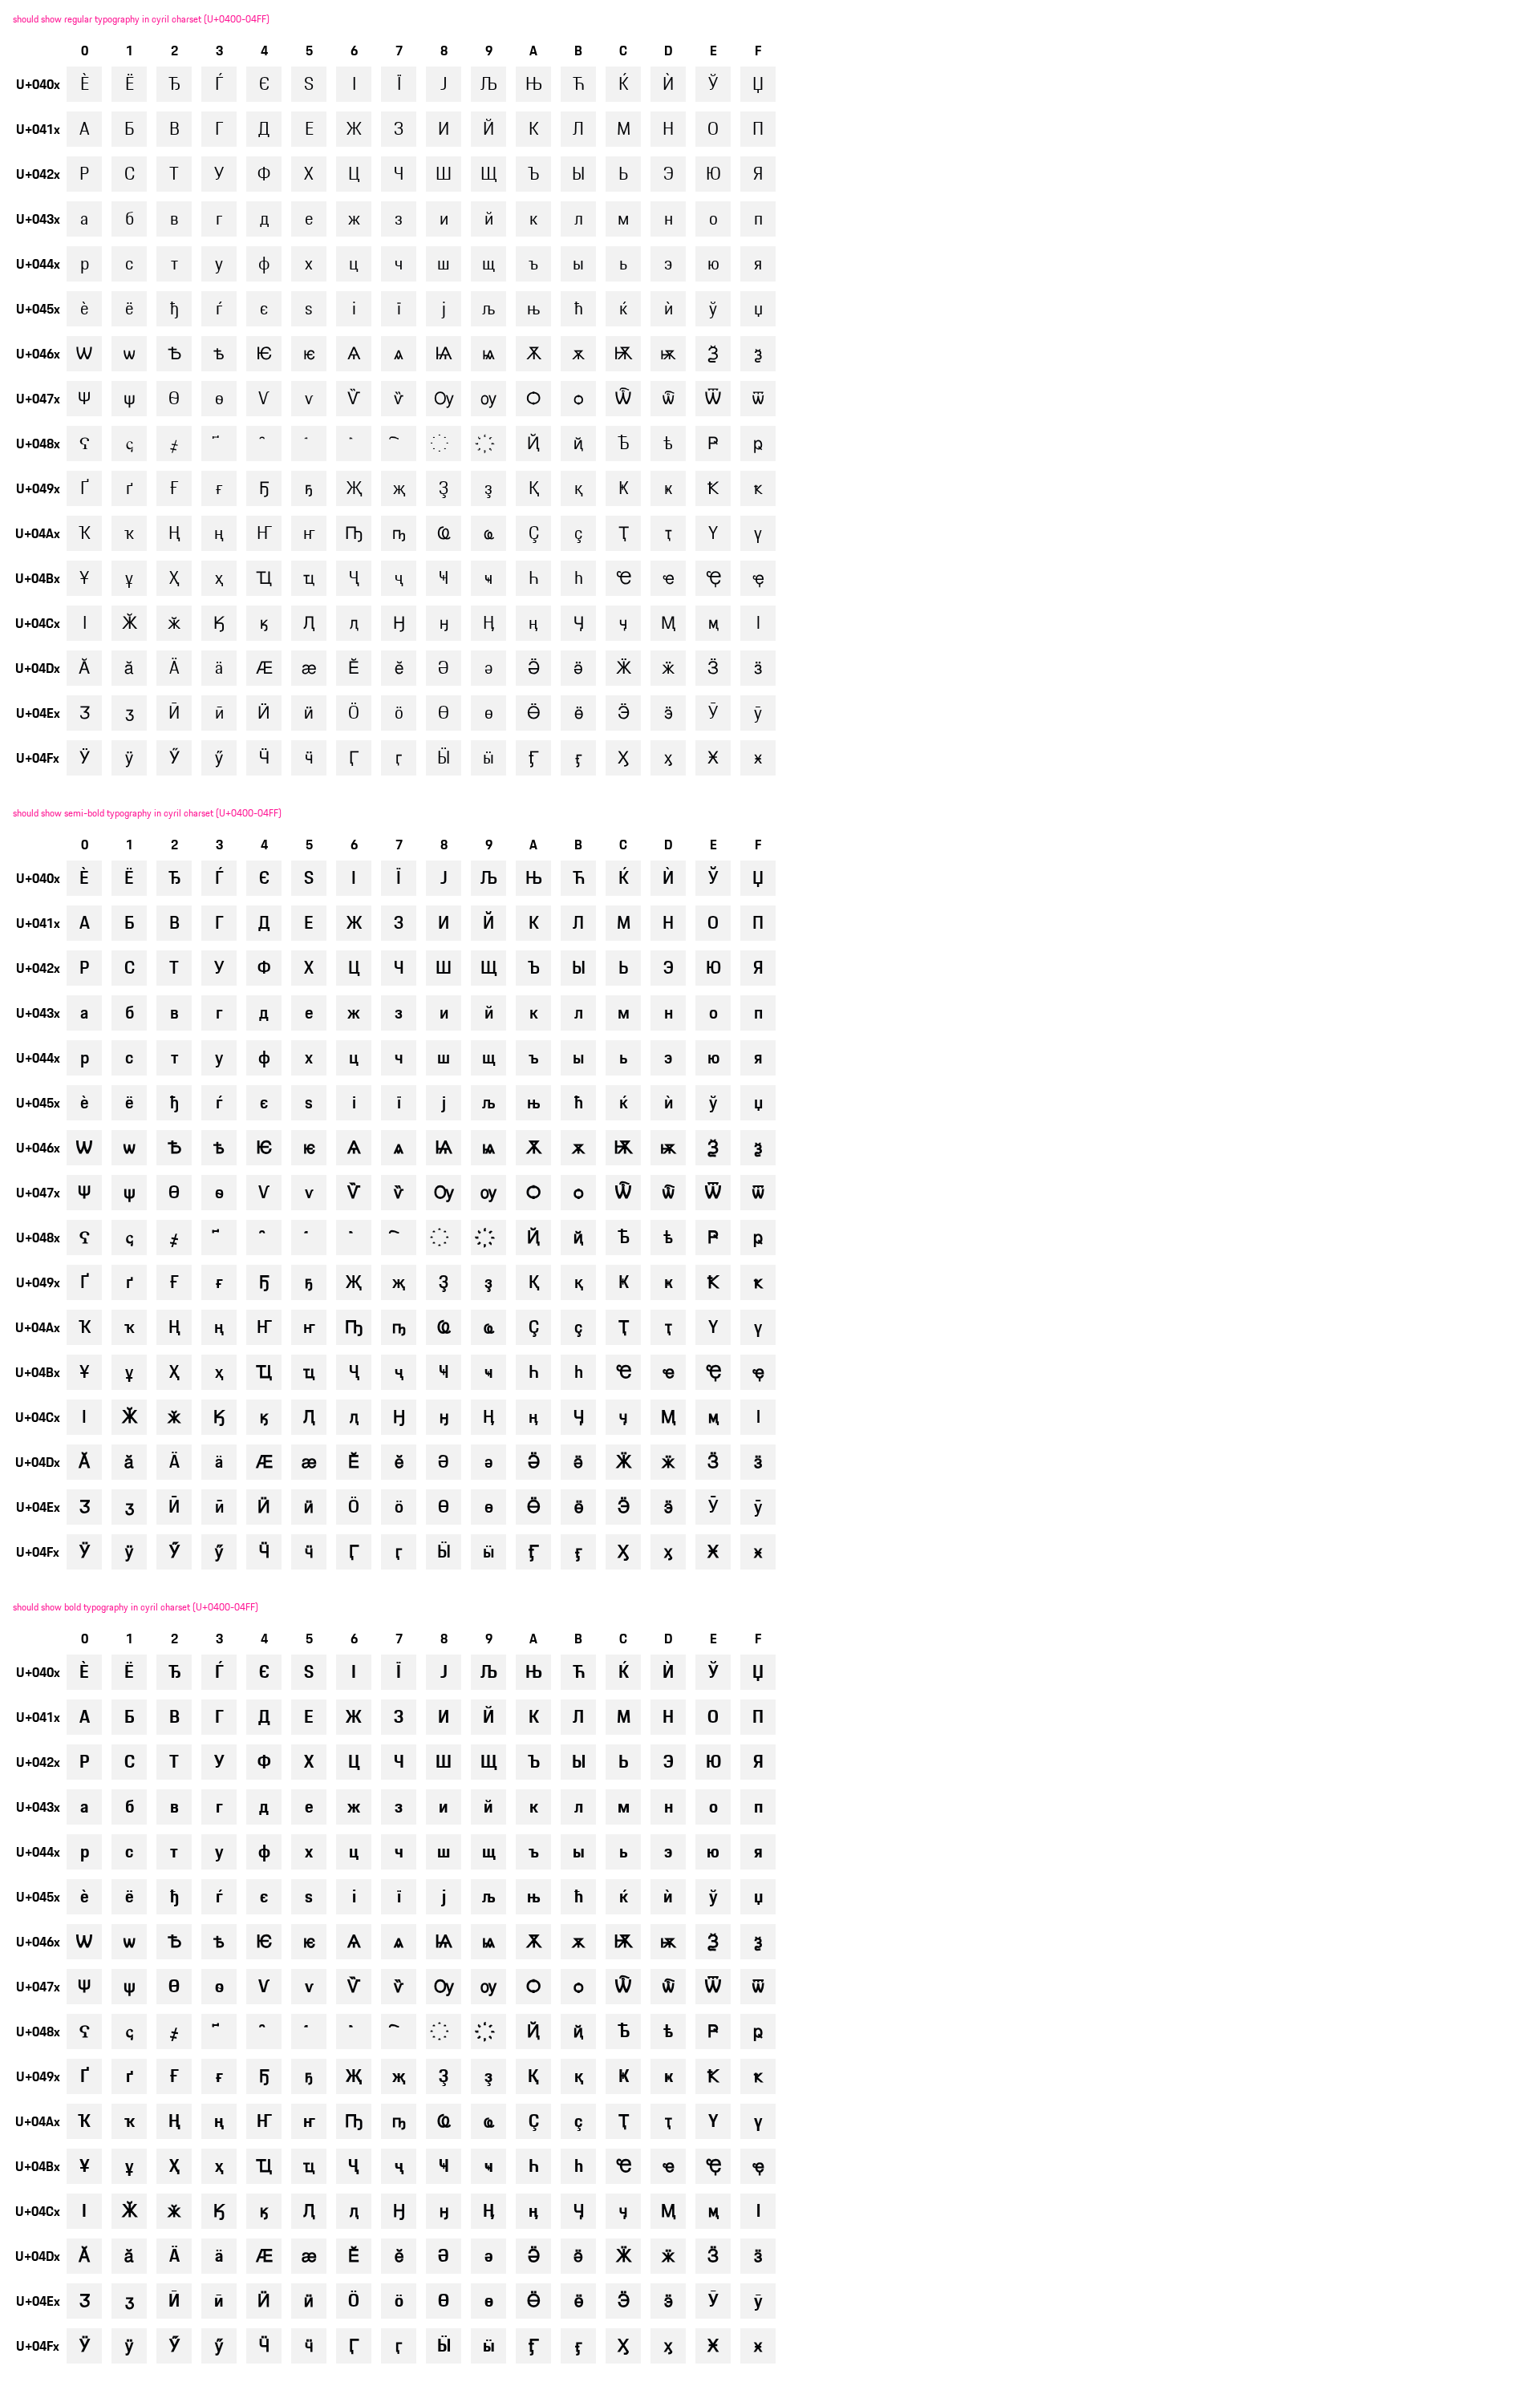 should show regular typography in cyril charset (U+0400-04FF)
0 1 2 3 4 5 6 7 8 9 A B C D E F
U+040x Ѐ Ё Ђ Ѓ Є Ѕ І Ї Ј Љ Њ Ћ Ќ Ѝ Ў Џ
U+041x А Б В Г Д Е Ж З И Й К Л М Н О П
U+042x Р С Т У Ф Х Ц Ч Ш Щ Ъ Ы Ь Э Ю Я
U+043x а б в г д е ж з и й к л м н о п
U+044x р с т у ф х ц ч ш щ ъ ы ь э ю я
U+045x ѐ ё ђ ѓ є ѕ і ї ј љ њ ћ ќ ѝ ў џ
U+046x Ѡ ѡ Ѣ ѣ Ѥ ѥ Ѧ ѧ Ѩ ѩ Ѫ ѫ Ѭ ѭ Ѯ ѯ
U+047x Ѱ ѱ Ѳ ѳ Ѵ ѵ Ѷ ѷ Ѹ ѹ Ѻ ѻ Ѽ ѽ Ѿ ѿ
U+048x Ҁ ҁ ҂ ҃ ҄ ҅ ҆ ҇ ҈ ҉ Ҋ ҋ Ҍ ҍ Ҏ ҏ
U+049x Ґ ґ Ғ ғ Ҕ ҕ Җ җ Ҙ ҙ Қ қ Ҝ ҝ Ҟ ҟ
U+04Ax Ҡ ҡ Ң ң Ҥ ҥ Ҧ ҧ Ҩ ҩ Ҫ ҫ Ҭ ҭ Ү ү
U+04Bx Ұ ұ Ҳ ҳ Ҵ ҵ Ҷ ҷ Ҹ ҹ Һ һ Ҽ ҽ Ҿ ҿ
U+04Cx Ӏ Ӂ ӂ Ӄ ӄ Ӆ ӆ Ӈ ӈ Ӊ ӊ Ӌ ӌ Ӎ ӎ ӏ
U+04Dx Ӑ ӑ Ӓ ӓ Ӕ ӕ Ӗ ӗ Ә ә Ӛ ӛ Ӝ ӝ Ӟ ӟ
U+04Ex Ӡ ӡ Ӣ ӣ Ӥ ӥ Ӧ ӧ Ө ө Ӫ ӫ Ӭ ӭ Ӯ ӯ
U+04Fx Ӱ ӱ Ӳ ӳ Ӵ ӵ Ӷ ӷ Ӹ ӹ Ӻ ӻ Ӽ ӽ Ӿ ӿ
should show semi-bold typography in cyril charset (U+0400-04FF)
0 1 2 3 4 5 6 7 8 9 A B C D E F
U+040x Ѐ Ё Ђ Ѓ Є Ѕ І Ї Ј Љ Њ Ћ Ќ Ѝ Ў Џ
U+041x А Б В Г Д Е Ж З И Й К Л М Н О П
U+042x Р С Т У Ф Х Ц Ч Ш Щ Ъ Ы Ь Э Ю Я
U+043x а б в г д е ж з и й к л м н о п
U+044x р с т у ф х ц ч ш щ ъ ы ь э ю я
U+045x ѐ ё ђ ѓ є ѕ і ї ј љ њ ћ ќ ѝ ў џ
U+046x Ѡ ѡ Ѣ ѣ Ѥ ѥ Ѧ ѧ Ѩ ѩ Ѫ ѫ Ѭ ѭ Ѯ ѯ
U+047x Ѱ ѱ Ѳ ѳ Ѵ ѵ Ѷ ѷ Ѹ ѹ Ѻ ѻ Ѽ ѽ Ѿ ѿ
U+048x Ҁ ҁ ҂ ҃ ҄ ҅ ҆ ҇ ҈ ҉ Ҋ ҋ Ҍ ҍ Ҏ ҏ
U+049x Ґ ґ Ғ ғ Ҕ ҕ Җ җ Ҙ ҙ Қ қ Ҝ ҝ Ҟ ҟ
U+04Ax Ҡ ҡ Ң ң Ҥ ҥ Ҧ ҧ Ҩ ҩ Ҫ ҫ Ҭ ҭ Ү ү
U+04Bx Ұ ұ Ҳ ҳ Ҵ ҵ Ҷ ҷ Ҹ ҹ Һ һ Ҽ ҽ Ҿ ҿ
U+04Cx Ӏ Ӂ ӂ Ӄ ӄ Ӆ ӆ Ӈ ӈ Ӊ ӊ Ӌ ӌ Ӎ ӎ ӏ
U+04Dx Ӑ ӑ Ӓ ӓ Ӕ ӕ Ӗ ӗ Ә ә Ӛ ӛ Ӝ ӝ Ӟ ӟ
U+04Ex Ӡ ӡ Ӣ ӣ Ӥ ӥ Ӧ ӧ Ө ө Ӫ ӫ Ӭ ӭ Ӯ ӯ
U+04Fx Ӱ ӱ Ӳ ӳ Ӵ ӵ Ӷ ӷ Ӹ ӹ Ӻ ӻ Ӽ ӽ Ӿ ӿ
should show bold typography in cyril charset (U+0400-04FF)
0 1 2 3 4 5 6 7 8 9 A B C D E F
U+040x Ѐ Ё Ђ Ѓ Є Ѕ І Ї Ј Љ Њ Ћ Ќ Ѝ Ў Џ
U+041x А Б В Г Д Е Ж З И Й К Л М Н О П
U+042x Р С Т У Ф Х Ц Ч Ш Щ Ъ Ы Ь Э Ю Я
U+043x а б в г д е ж з и й к л м н о п
U+044x р с т у ф х ц ч ш щ ъ ы ь э ю я
U+045x ѐ ё ђ ѓ є ѕ і ї ј љ њ ћ ќ ѝ ў џ
U+046x Ѡ ѡ Ѣ ѣ Ѥ ѥ Ѧ ѧ Ѩ ѩ Ѫ ѫ Ѭ ѭ Ѯ ѯ
U+047x Ѱ ѱ Ѳ ѳ Ѵ ѵ Ѷ ѷ Ѹ ѹ Ѻ ѻ Ѽ ѽ Ѿ ѿ
U+048x Ҁ ҁ ҂ ҃ ҄ ҅ ҆ ҇ ҈ ҉ Ҋ ҋ Ҍ ҍ Ҏ ҏ
U+049x Ґ ґ Ғ ғ Ҕ ҕ Җ җ Ҙ ҙ Қ қ Ҝ ҝ Ҟ ҟ
U+04Ax Ҡ ҡ Ң ң Ҥ ҥ Ҧ ҧ Ҩ ҩ Ҫ ҫ Ҭ ҭ Ү ү
U+04Bx Ұ ұ Ҳ ҳ Ҵ ҵ Ҷ ҷ Ҹ ҹ Һ һ Ҽ ҽ Ҿ ҿ
U+04Cx Ӏ Ӂ ӂ Ӄ ӄ Ӆ ӆ Ӈ ӈ Ӊ ӊ Ӌ ӌ Ӎ ӎ ӏ
U+04Dx Ӑ ӑ Ӓ ӓ Ӕ ӕ Ӗ ӗ Ә ә Ӛ ӛ Ӝ ӝ Ӟ ӟ
U+04Ex Ӡ ӡ Ӣ ӣ Ӥ ӥ Ӧ ӧ Ө ө Ӫ ӫ Ӭ ӭ Ӯ ӯ
U+04Fx Ӱ ӱ Ӳ ӳ Ӵ ӵ Ӷ ӷ Ӹ ӹ Ӻ ӻ Ӽ ӽ Ӿ ӿ